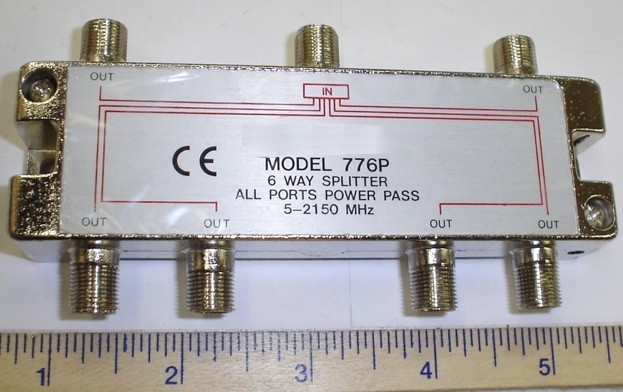 OUT
IN
OUT
CE
MODEL 776P
6 WAY SPLITTER
ALL PORTS POWER PASS
5-2150 MHz
OUT
OUT
OUT
OUT
1
2
3
4
5